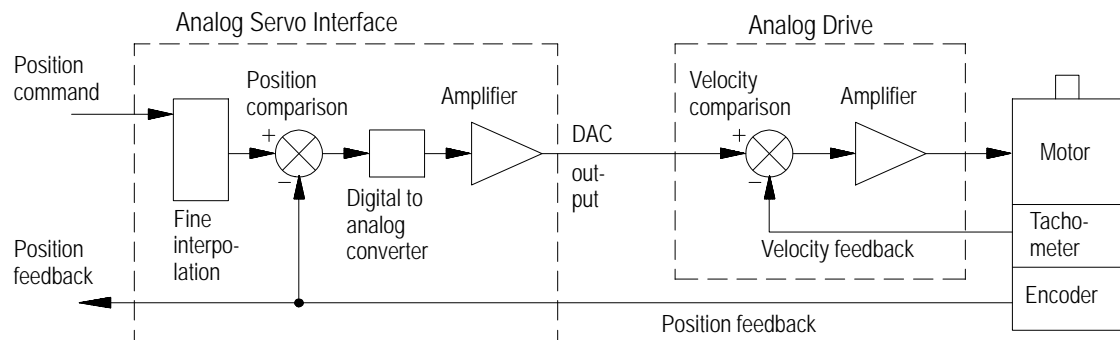 Analog Servo Interface
Analog Drive
Position
command
Position
comparison
Amplifier
Velocity
comparison
Amplifier
+
−
DAC
out-
put
+
−
Motor
Digital to
analog
converter
Fine
interpo-
lation
Position
feedback
Velocity feedback
Tacho-
meter
Encoder
Position feedback